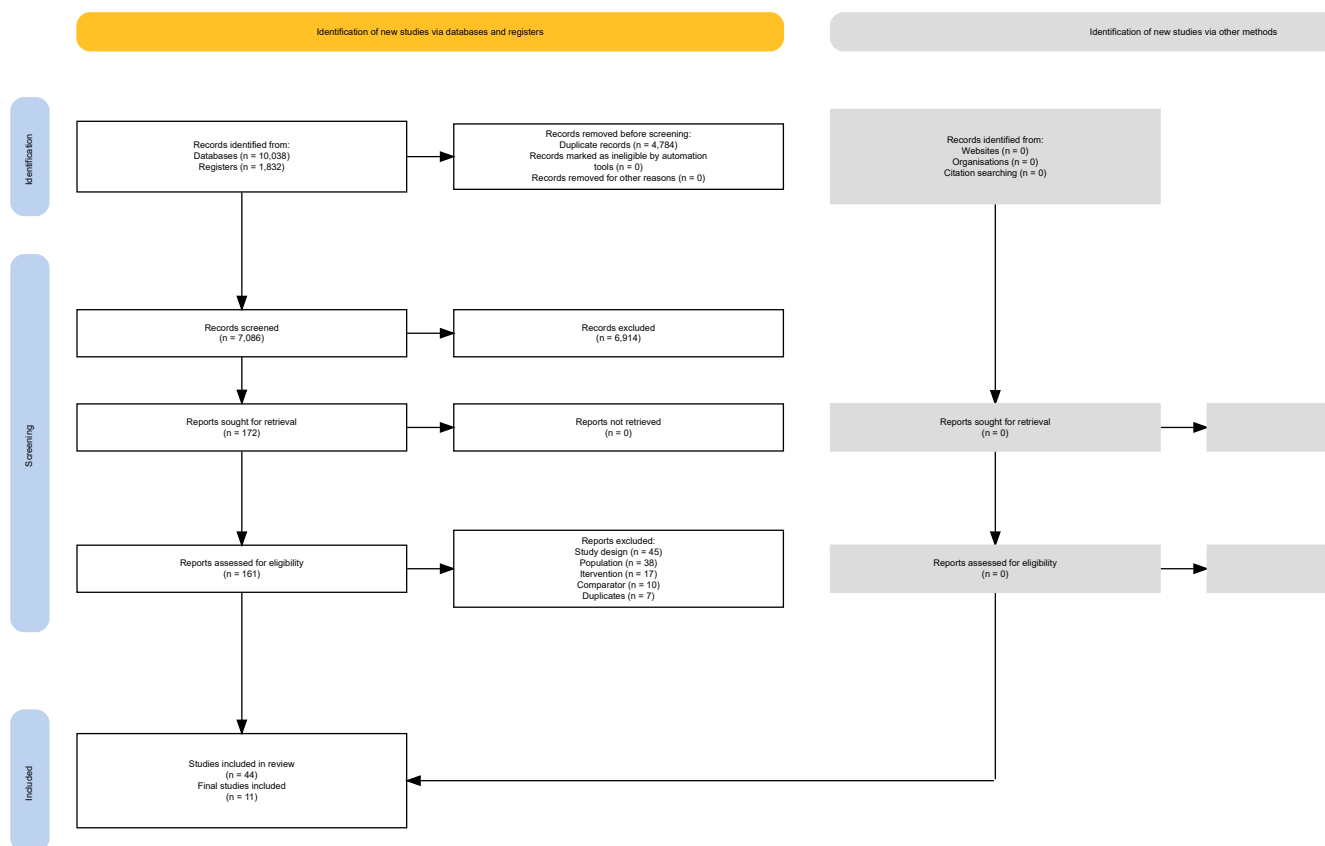 Identification of new studies via databases and registers
Identification of new studies via other methods
Identification
Records identified from:
Databases (n = 10,038)
Registers (n = 1,832)
Records removed before screening:
Duplicate records (n = 4,784)
Records marked as ineligible by automation
tools (n = 0)
Records removed for other reasons (n = 0)
Records identified from:
Websites (n = 0)
Organisations (n = 0)
Citation searching (n = 0)
Screening
Records screened
(n = 7,086)
Records excluded
(n = 6,914)
Reports sought for retrieval
(n = 172)
Reports not retrieved
(n = 0)
Reports sought for retrieval
(n = 0)
Reports assessed for eligibility
(n = 161)
Reports excluded:
Study design (n = 45)
Population (n = 38)
Itervention (n = 17)
Comparator (n = 10)
Duplicates (n = 7)
Reports assessed for eligibility
(n = 0)
Included
Studies included in review
(n = 44)
Final studies included
(n = 11)